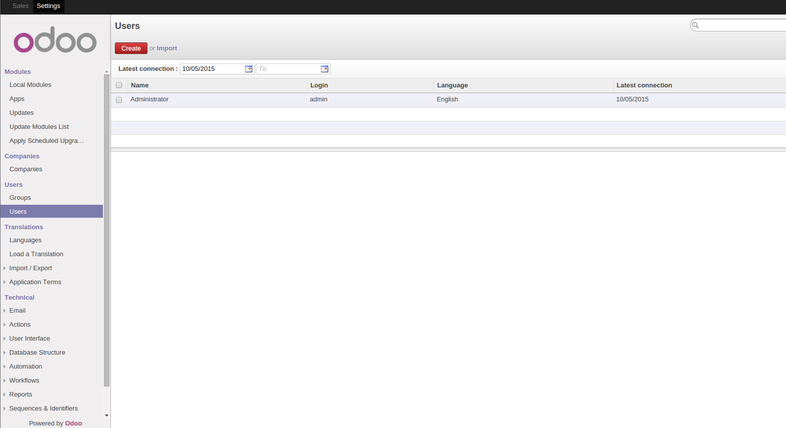 Sales Settings
odoo
Users
Create or Import
Latest connection : 10/05/2015 To
Name Login Language Latest connection
Administrator admin English 10/05/2015
Modules
Local Modules
Apps
Updates
Update Modules List
Apply Scheduled Upgra...
Companies
Companies
Users
Groups
Users
Translations
Languages
Load a Translation
Import / Export
Application Terms
Technical
Email
Actions
User Interface
Database Structure
Automation
Workflows
Reports
Sequences & Identifiers
Powered by Odoo